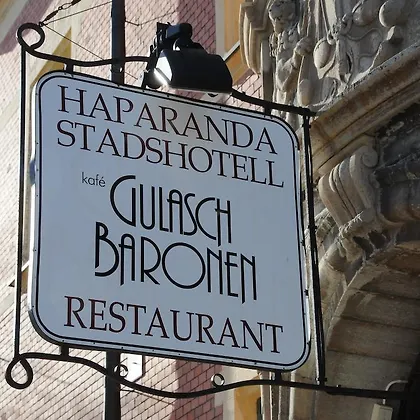 HAPARANDA
STADSHOTELL
kafé
GULASCH
BARONEN
RESTAURANT